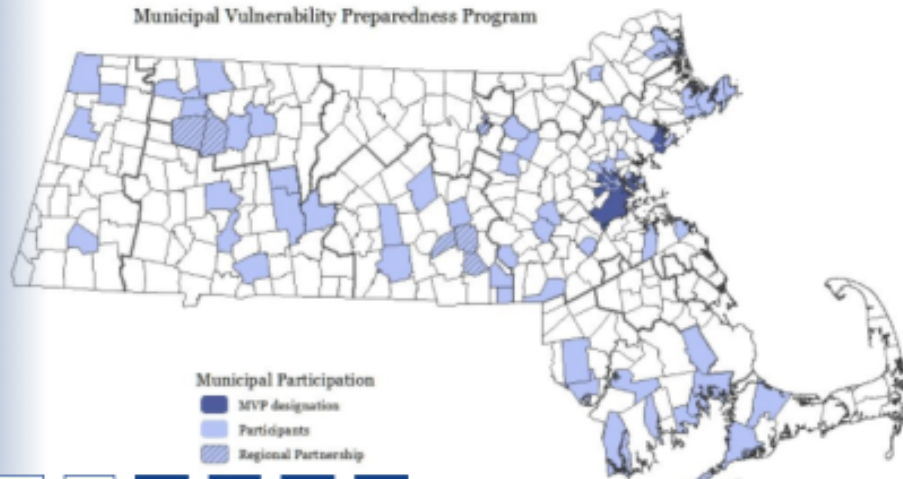 Municipal Vulnerability Preparedness Program
Municipal Participation
MVP designation
Participants
Regional Partnership